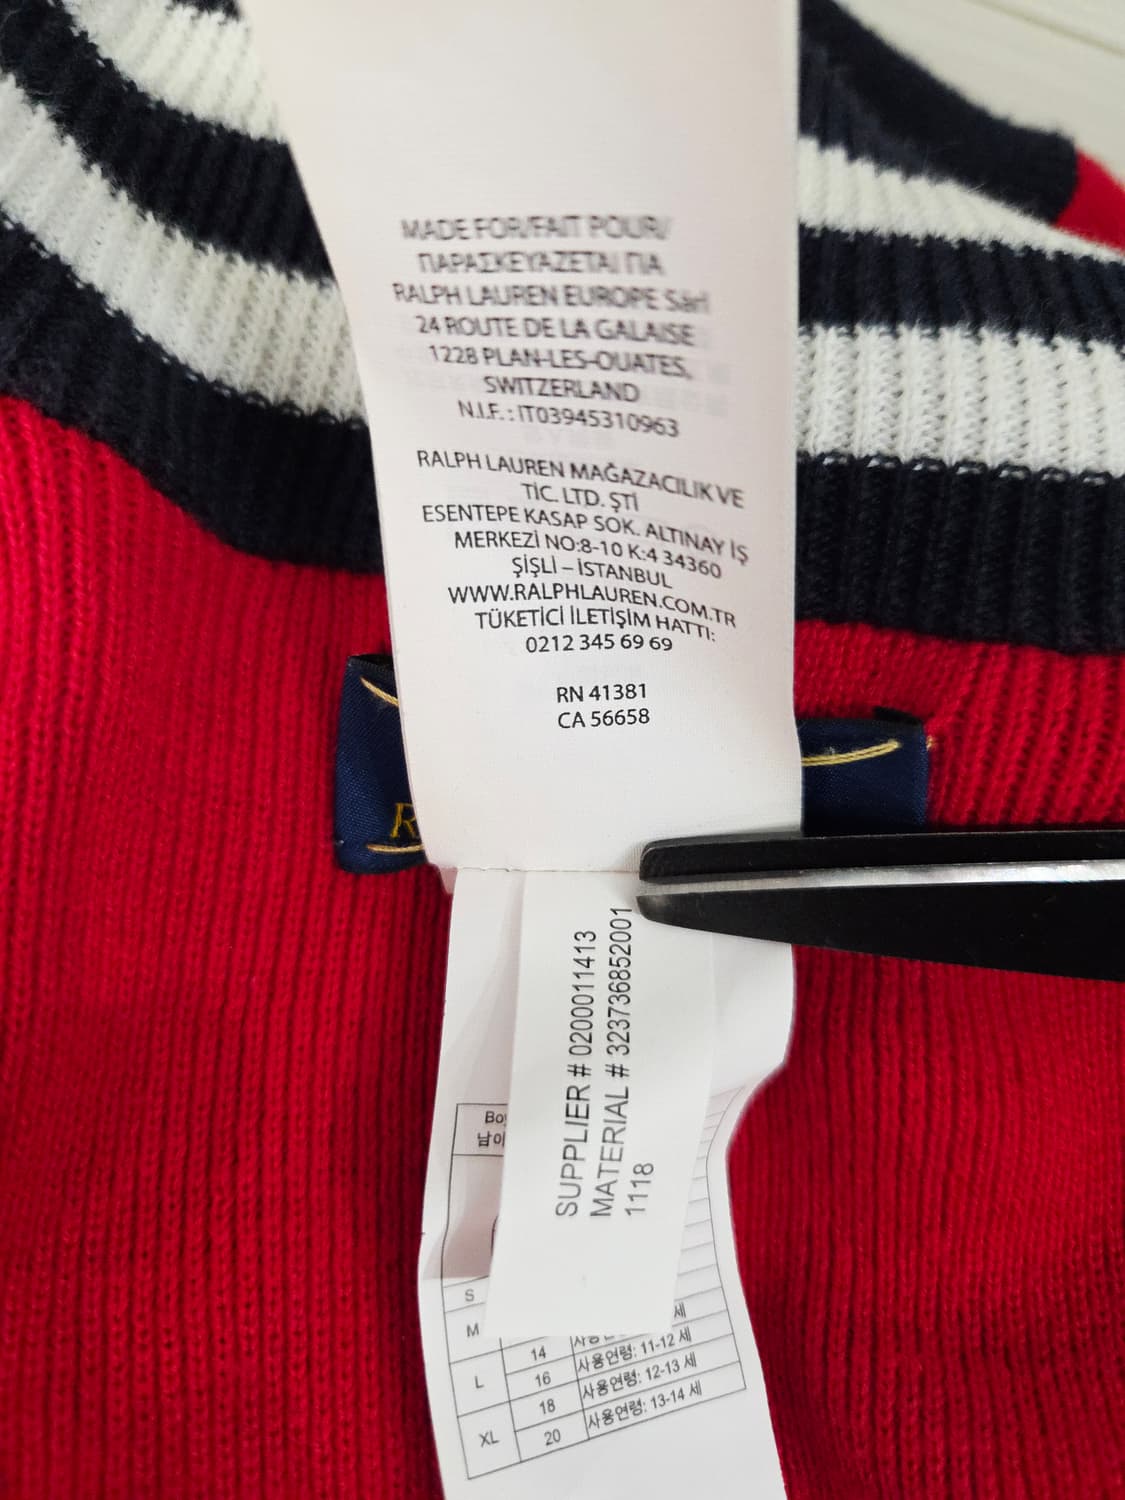 MADE FOR/FAIT POUR/
ΠΑΡΑΣΚΕΥΑΖΕΤΑΙ ΓΙΑ
RALPH LAUREN EUROPE Sàrl
24 ROUTE DE LA GALAISE
1228 PLAN-LES-OUATES,
SWITZERLAND
N.I.F. : IT03945310963
RALPH LAUREN MAĞAZACILIK VE
TİC. LTD. ŞTİ
ESENTEPE KASAP SOK. ALTINAY İŞ
MERKEZİ NO:8-10 K:4 34360
ŞİŞLİ – İSTANBUL
WWW.RALPHLAUREN.COM.TR
TÜKETİCİ İLETİŞİM HATTI:
0212 345 69 69
RN 41381
CA 56658
SUPPLIER # 0200011413
MATERIAL # 323736852001
1118
S
M
세
14 사용연령: 11-12 세
L 16 사용연령: 12-13 세
18 사용연령: 13-14 세
XL 20